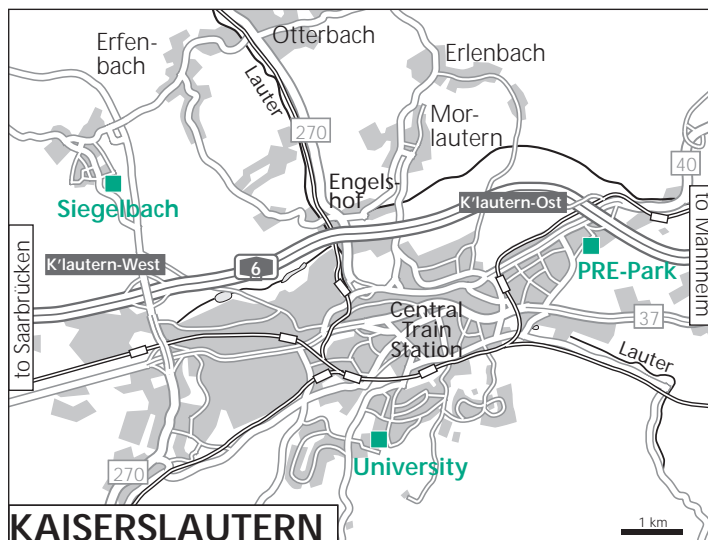 Otterbach
Erfen-
bach
Erlenbach
Lauter
270
Mor-
lautern
40
Engels-
hof
Siegelbach
K'lautern-Ost
to Mannheim
K'lautern-West
6
PRE-Park
to Saarbrücken
Central
Train
Station
37
Lauter
University
270
KAISERSLAUTERN
1 km